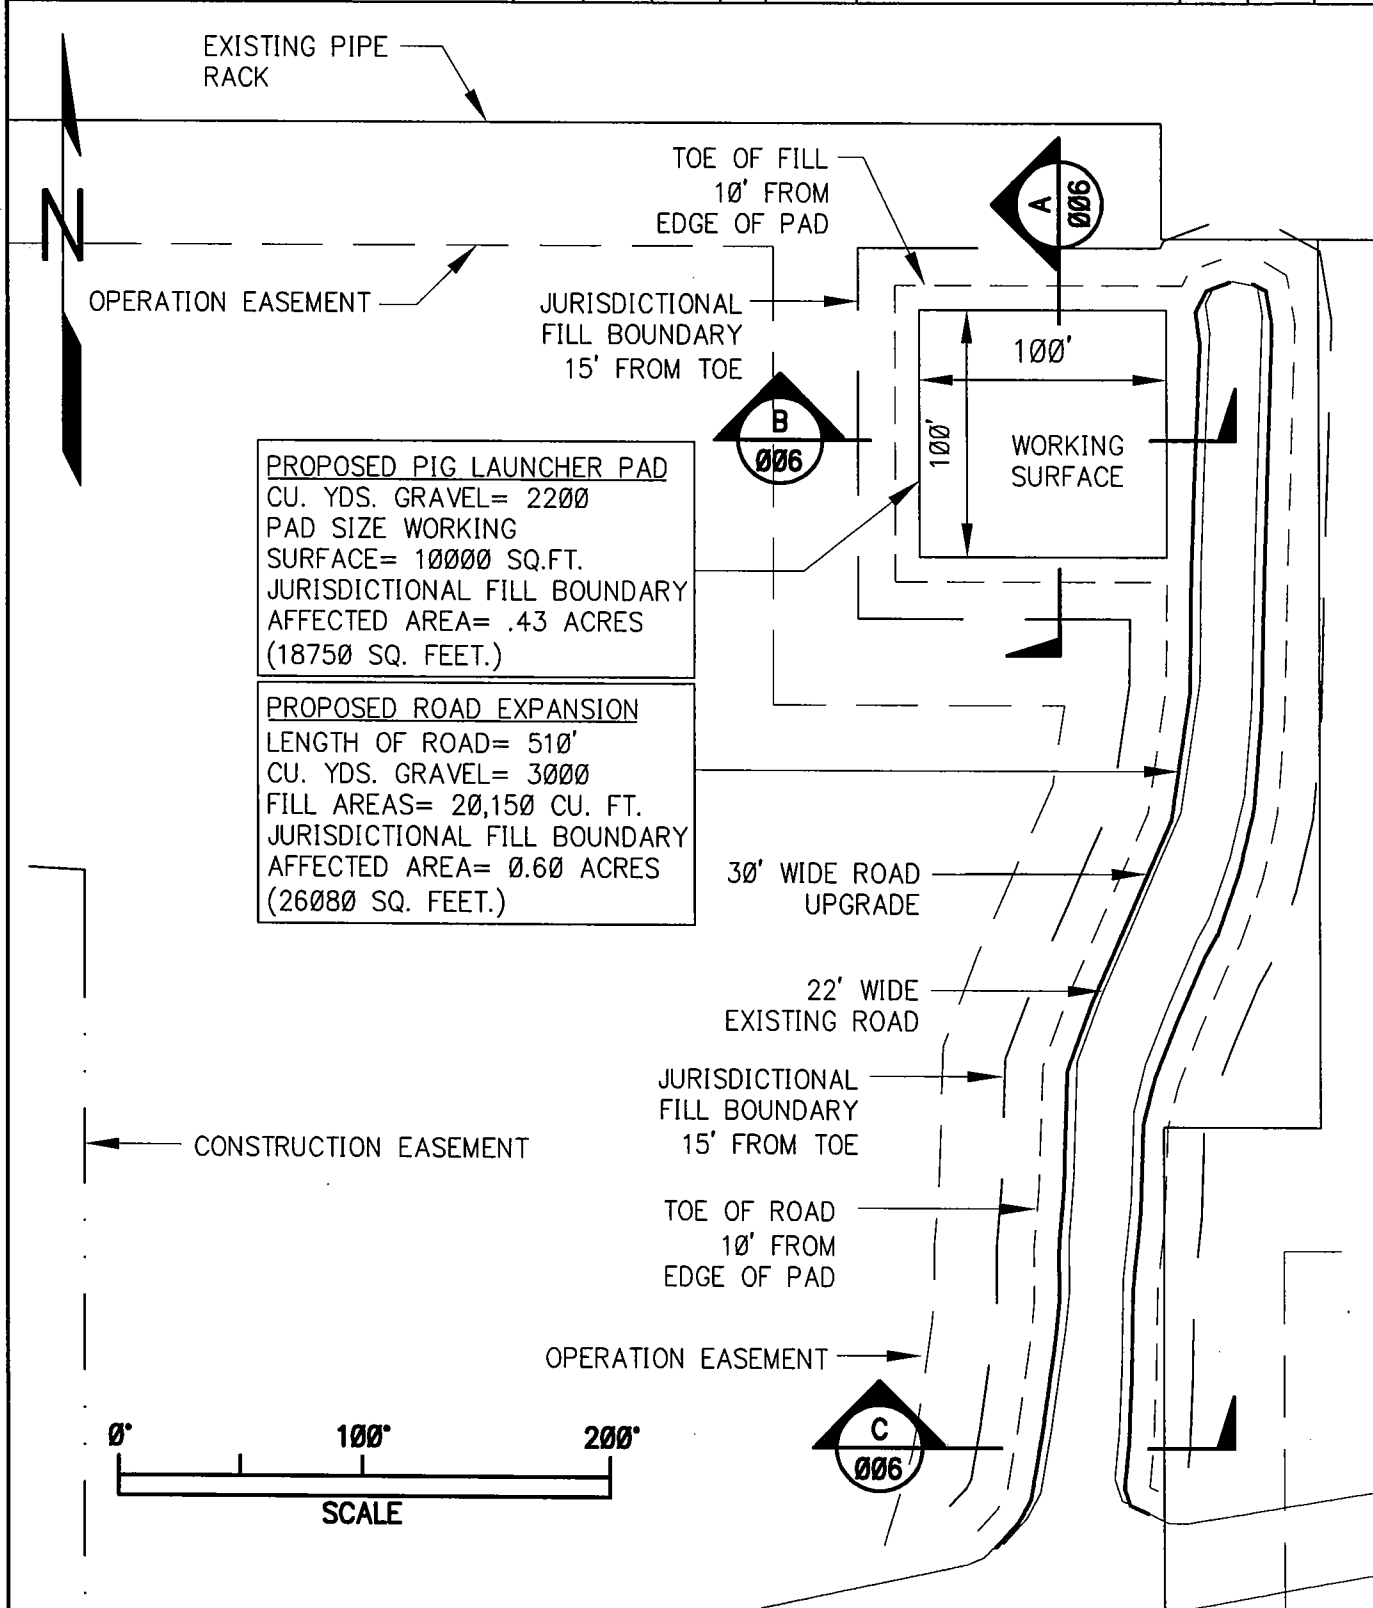 EXISTING PIPE
RACK
N
TOE OF FILL
10' FROM
EDGE OF PAD
A
006
OPERATION EASEMENT
JURISDICTIONAL
FILL BOUNDARY
15' FROM TOE
100'
100'
WORKING
SURFACE
B
006
PROPOSED PIG LAUNCHER PAD
CU. YDS. GRAVEL= 2200
PAD SIZE WORKING
SURFACE= 10000 SQ.FT.
JURISDICTIONAL FILL BOUNDARY
AFFECTED AREA= .43 ACRES
(18750 SQ. FEET.)
PROPOSED ROAD EXPANSION
LENGTH OF ROAD= 510'
CU. YDS. GRAVEL= 3000
FILL AREAS= 20,150 CU. FT.
JURISDICTIONAL FILL BOUNDARY
AFFECTED AREA= 0.60 ACRES
(26080 SQ. FEET.)
30' WIDE ROAD
UPGRADE
22' WIDE
EXISTING ROAD
JURISDICTIONAL
FILL BOUNDARY
15' FROM TOE
CONSTRUCTION EASEMENT
TOE OF ROAD
10' FROM
EDGE OF PAD
OPERATION EASEMENT
C
006
0' 100' 200'
SCALE